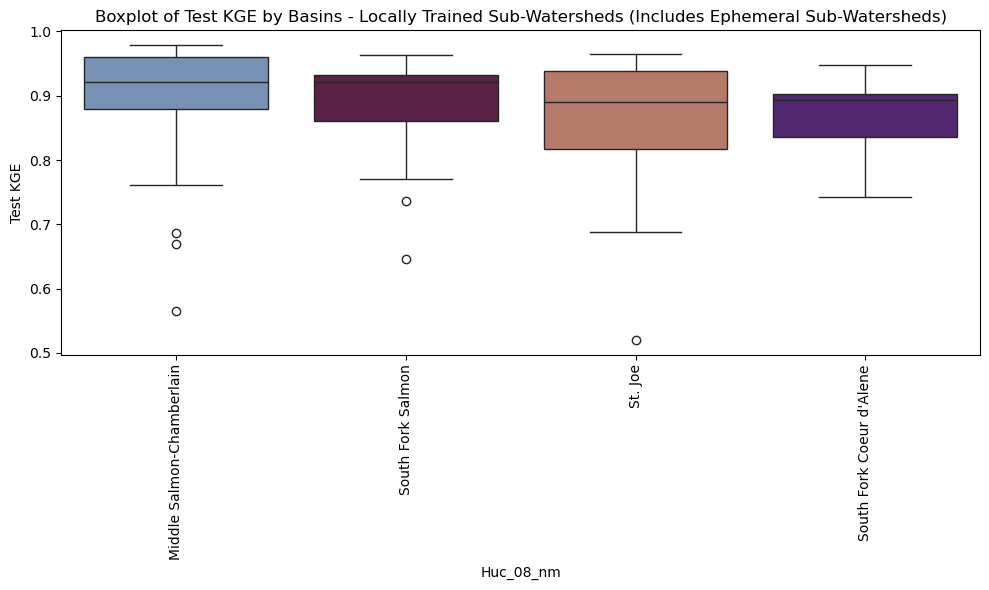 Boxplot of Test KGE by Basins - Locally Trained Sub-Watersheds (Includes Ephemeral Sub-Watersheds)
1.0
0.9
0.8
0.7
0.6
0.5
Test KGE
Middle Salmon-Chamberlain
South Fork Salmon
St. Joe
South Fork Coeur d'Alene
Huc_08_nm